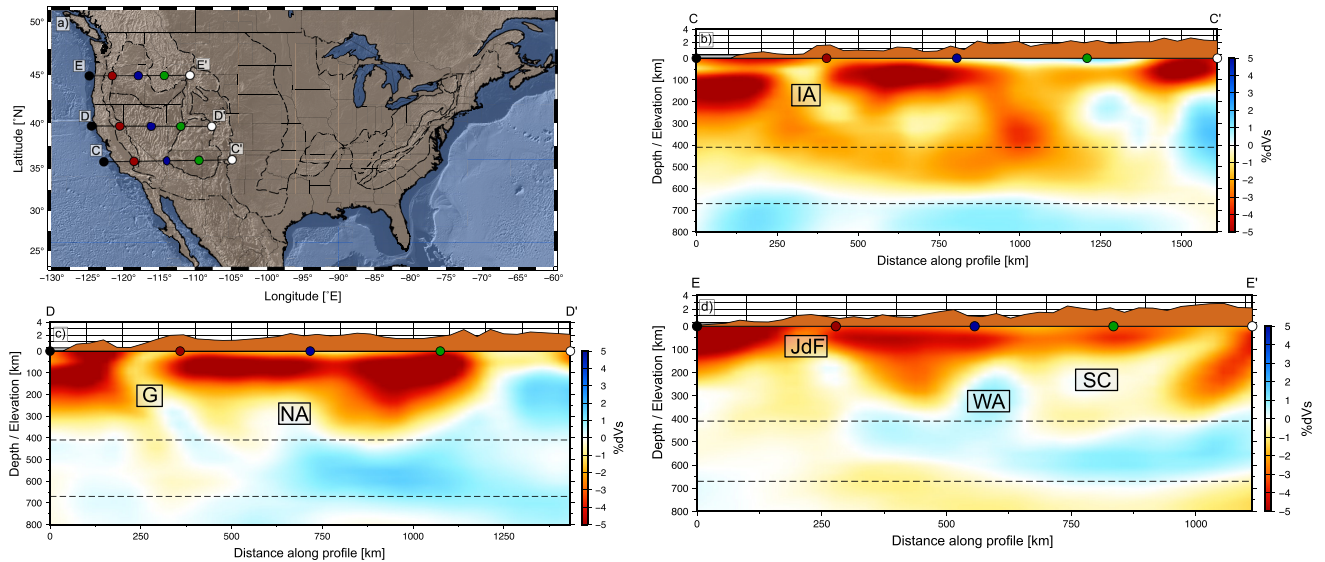 a)
50°
45°
40°
35°
30°
25°
Latitude [°N]
−130° −125° −120° −115° −110° −105° −100° −95° −90° −85° −80° −75° −70° −65° −60°
Longitude [°E]
E E'
D D'
C C'
C C'
b)
4
2
0
100
200
300
400
500
600
700
800
Depth / Elevation [km]
IA
0 250 500 750 1000 1250 1500
Distance along profile [km]
5
4
3
2
1
0
−1
−2
−3
−4
−5
%dVs
D D'
c)
4
2
0
100
200
300
400
500
600
700
800
Depth / Elevation [km]
G
NA
0 250 500 750 1000 1250
Distance along profile [km]
5
4
3
2
1
0
−1
−2
−3
−4
−5
%dVs
E E'
d)
4
2
0
100
200
300
400
500
600
700
800
Depth / Elevation [km]
JdF
WA
SC
0 250 500 750 1000
Distance along profile [km]
5
4
3
2
1
0
−1
−2
−3
−4
−5
%dVs